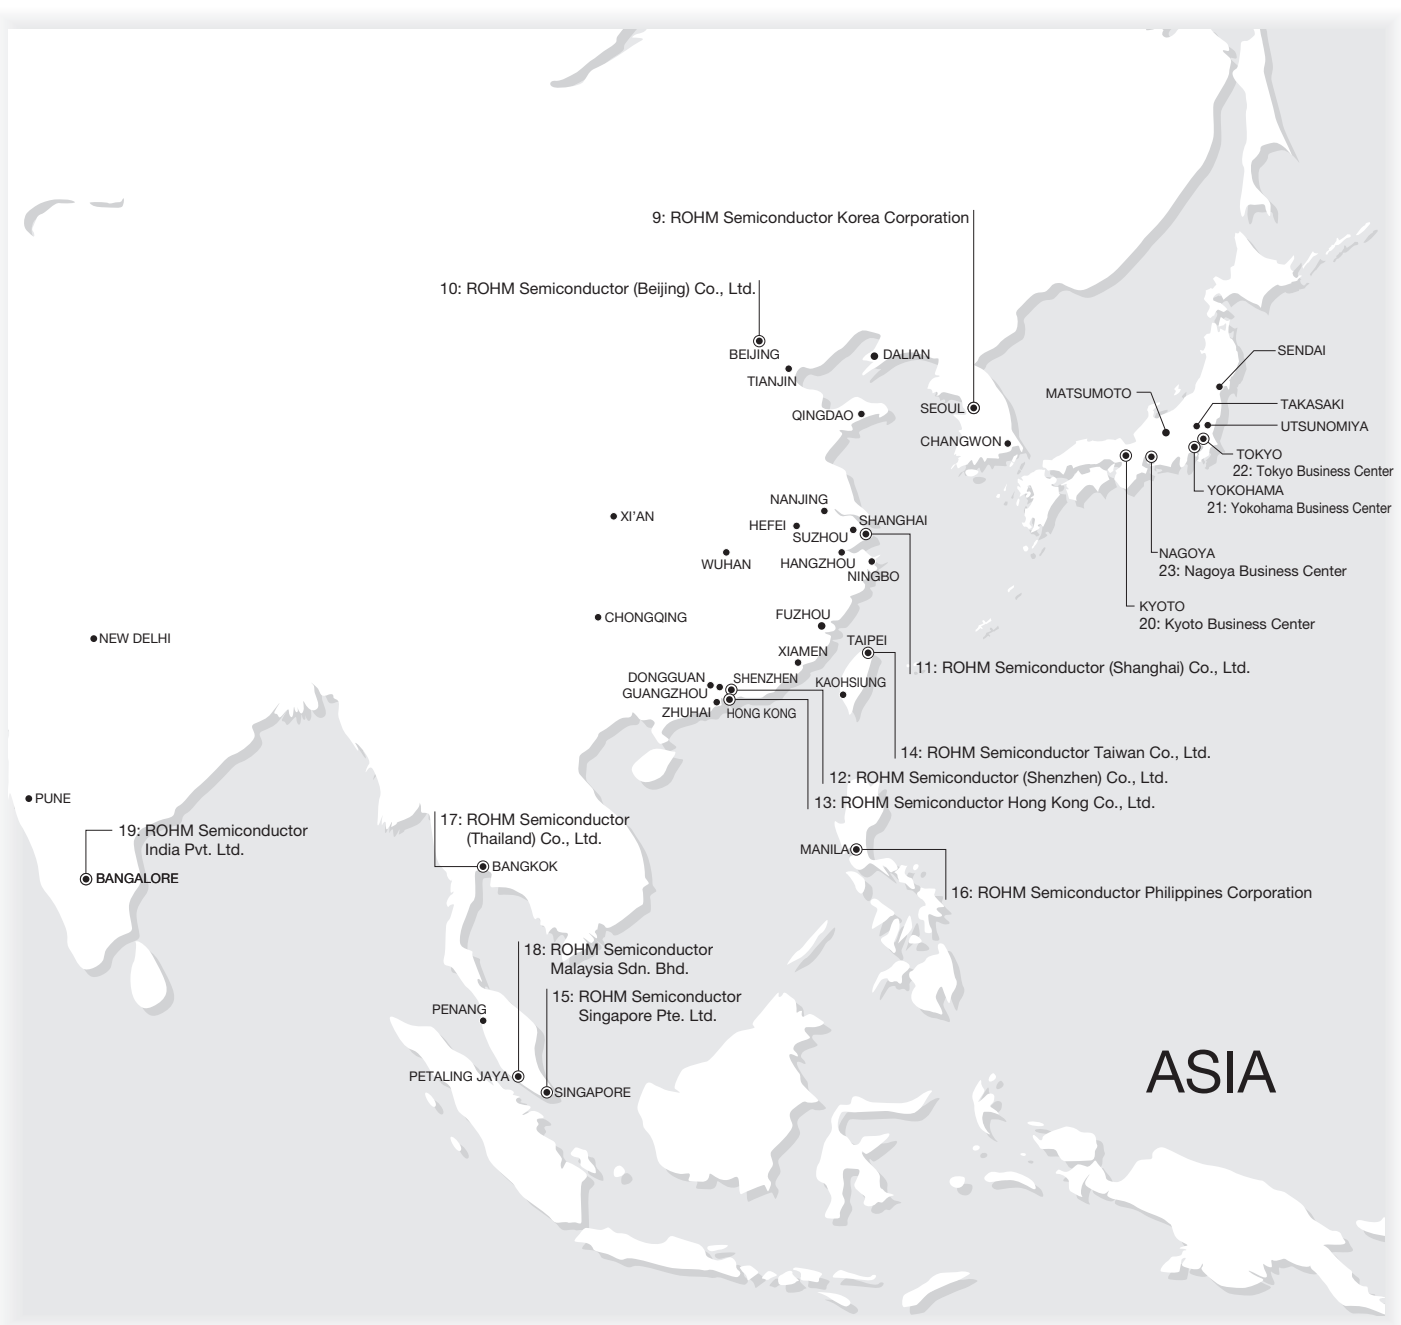 9: ROHM Semiconductor Korea Corporation
10: ROHM Semiconductor (Beijing) Co., Ltd.
BEIJING
DALIAN
TIANJIN
QINGDAO
SEOUL
CHANGWON
SENDAI
MATSUMOTO
TAKASAKI
UTSUNOMIYA
TOKYO
22: Tokyo Business Center
YOKOHAMA
21: Yokohama Business Center
NAGOYA
23: Nagoya Business Center
KYOTO
20: Kyoto Business Center
NANJING
XI'AN
HEFEI
SHANGHAI
SUZHOU
WUHAN
HANGZHOU
NINGBO
CHONGQING
FUZHOU
NEW DELHI
TAIPEI
XIAMEN
11: ROHM Semiconductor (Shanghai) Co., Ltd.
DONGGUAN
SHENZHEN
KAOHSIUNG
GUANGZHOU
ZHUHAI
HONG KONG
14: ROHM Semiconductor Taiwan Co., Ltd.
12: ROHM Semiconductor (Shenzhen) Co., Ltd.
13: ROHM Semiconductor Hong Kong Co., Ltd.
PUNE
19: ROHM Semiconductor
India Pvt. Ltd.
BANGALORE
17: ROHM Semiconductor
(Thailand) Co., Ltd.
BANGKOK
MANILA
16: ROHM Semiconductor Philippines Corporation
18: ROHM Semiconductor
Malaysia Sdn. Bhd.
15: ROHM Semiconductor
Singapore Pte. Ltd.
PENANG
PETALING JAYA
SINGAPORE
ASIA